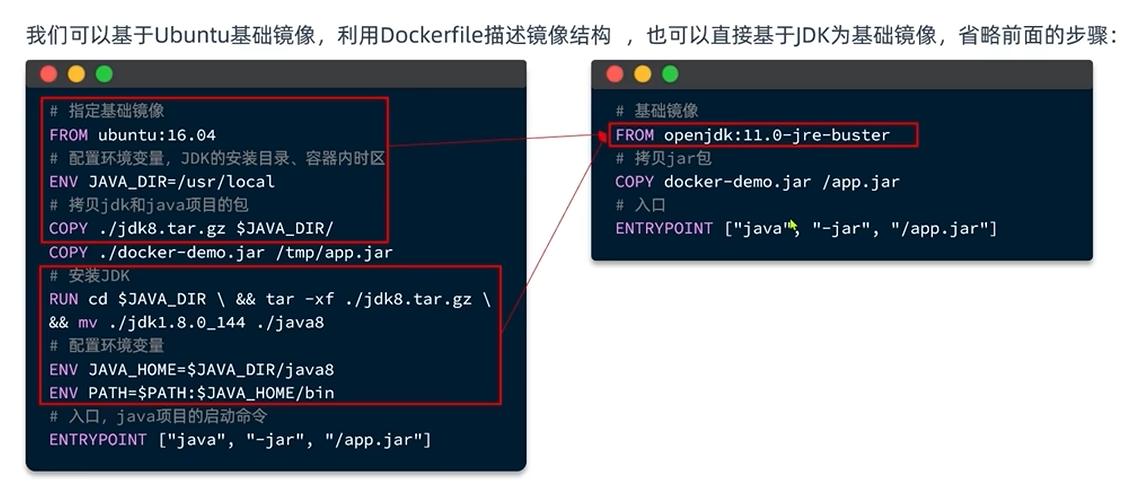 我们可以基于Ubuntu基础镜像，利用Dockerfile描述镜像结构 ，也可以直接基于JDK为基础镜像，省略前面的步骤：
# 指定基础镜像
FROM ubuntu:16.04
# 配置环境变量，JDK的安装目录、容器内时区
ENV JAVA_DIR=/usr/local
# 拷贝jdk和java项目的包
COPY ./jdk8.tar.gz $JAVA_DIR/
COPY ./docker-demo.jar /tmp/app.jar
# 安装JDK
RUN cd $JAVA_DIR \ && tar -xf ./jdk8.tar.gz \
&& mv ./jdk1.8.0_144 ./java8
# 配置环境变量
ENV JAVA_HOME=$JAVA_DIR/java8
ENV PATH=$PATH:$JAVA_HOME/bin
# 入口，java项目的启动命令
ENTRYPOINT ["java", "-jar", "/app.jar"]
# 基础镜像
FROM openjdk:11.0-jre-buster
# 拷贝jar包
COPY docker-demo.jar /app.jar
# 入口
ENTRYPOINT ["java", "-jar", "/app.jar"]